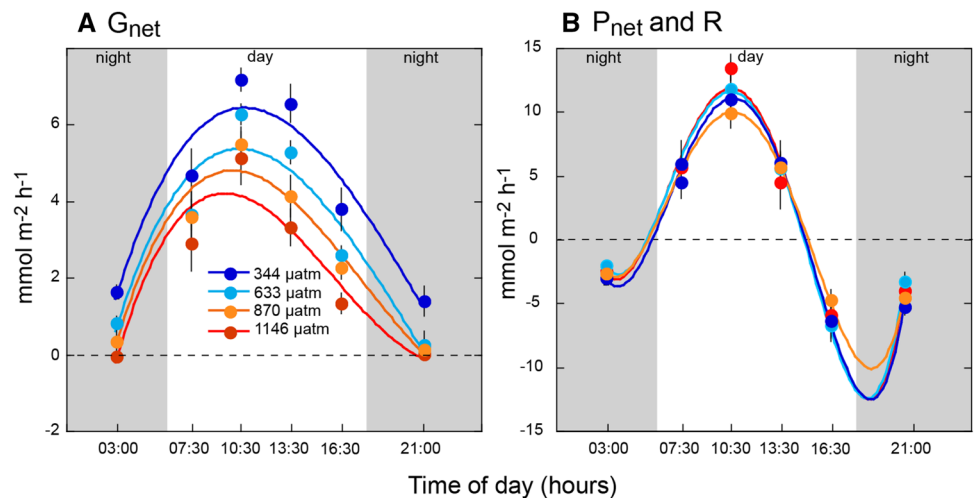 A Gnet
night day night
mmol m-2 h-1
6
4
2
0
-2
344 µatm
633 µatm
870 µatm
1146 µatm
03:00 07:30 10:30 13:30 16:30 21:00
B Pnet and R
night day night
mmol m-2 h-1
15
10
5
0
-5
-10
-15
03:00 07:30 10:30 13:30 16:30 21:00
Time of day (hours)